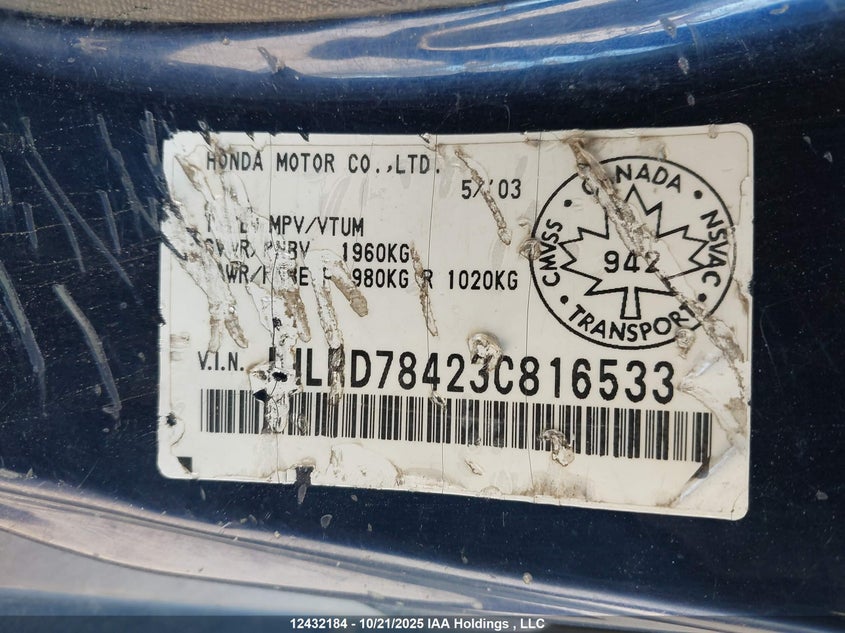 HONDA MOTOR CO.,LTD.
5/'03
MPV/VTUM
1960KG
980KG R 1020KG
CANADA
NSVAC
TRANSPORT
CMVSS
942
V.I.N. D78423C816533
12432184 - 10/21/2025 IAA Holdings , LLC